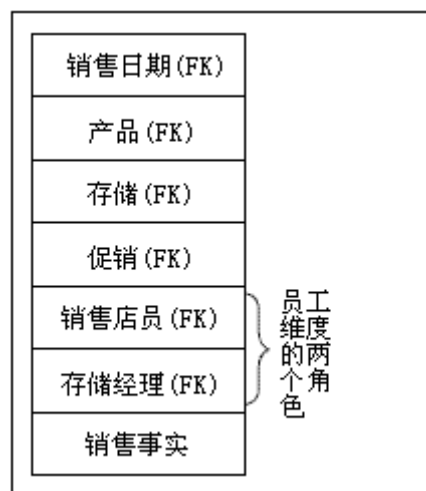 销售日期(FK)
产品(FK)
存储(FK)
促销(FK)
销售店员(FK)
存储经理(FK)
销售事实
员工
维度
的两
个角
色